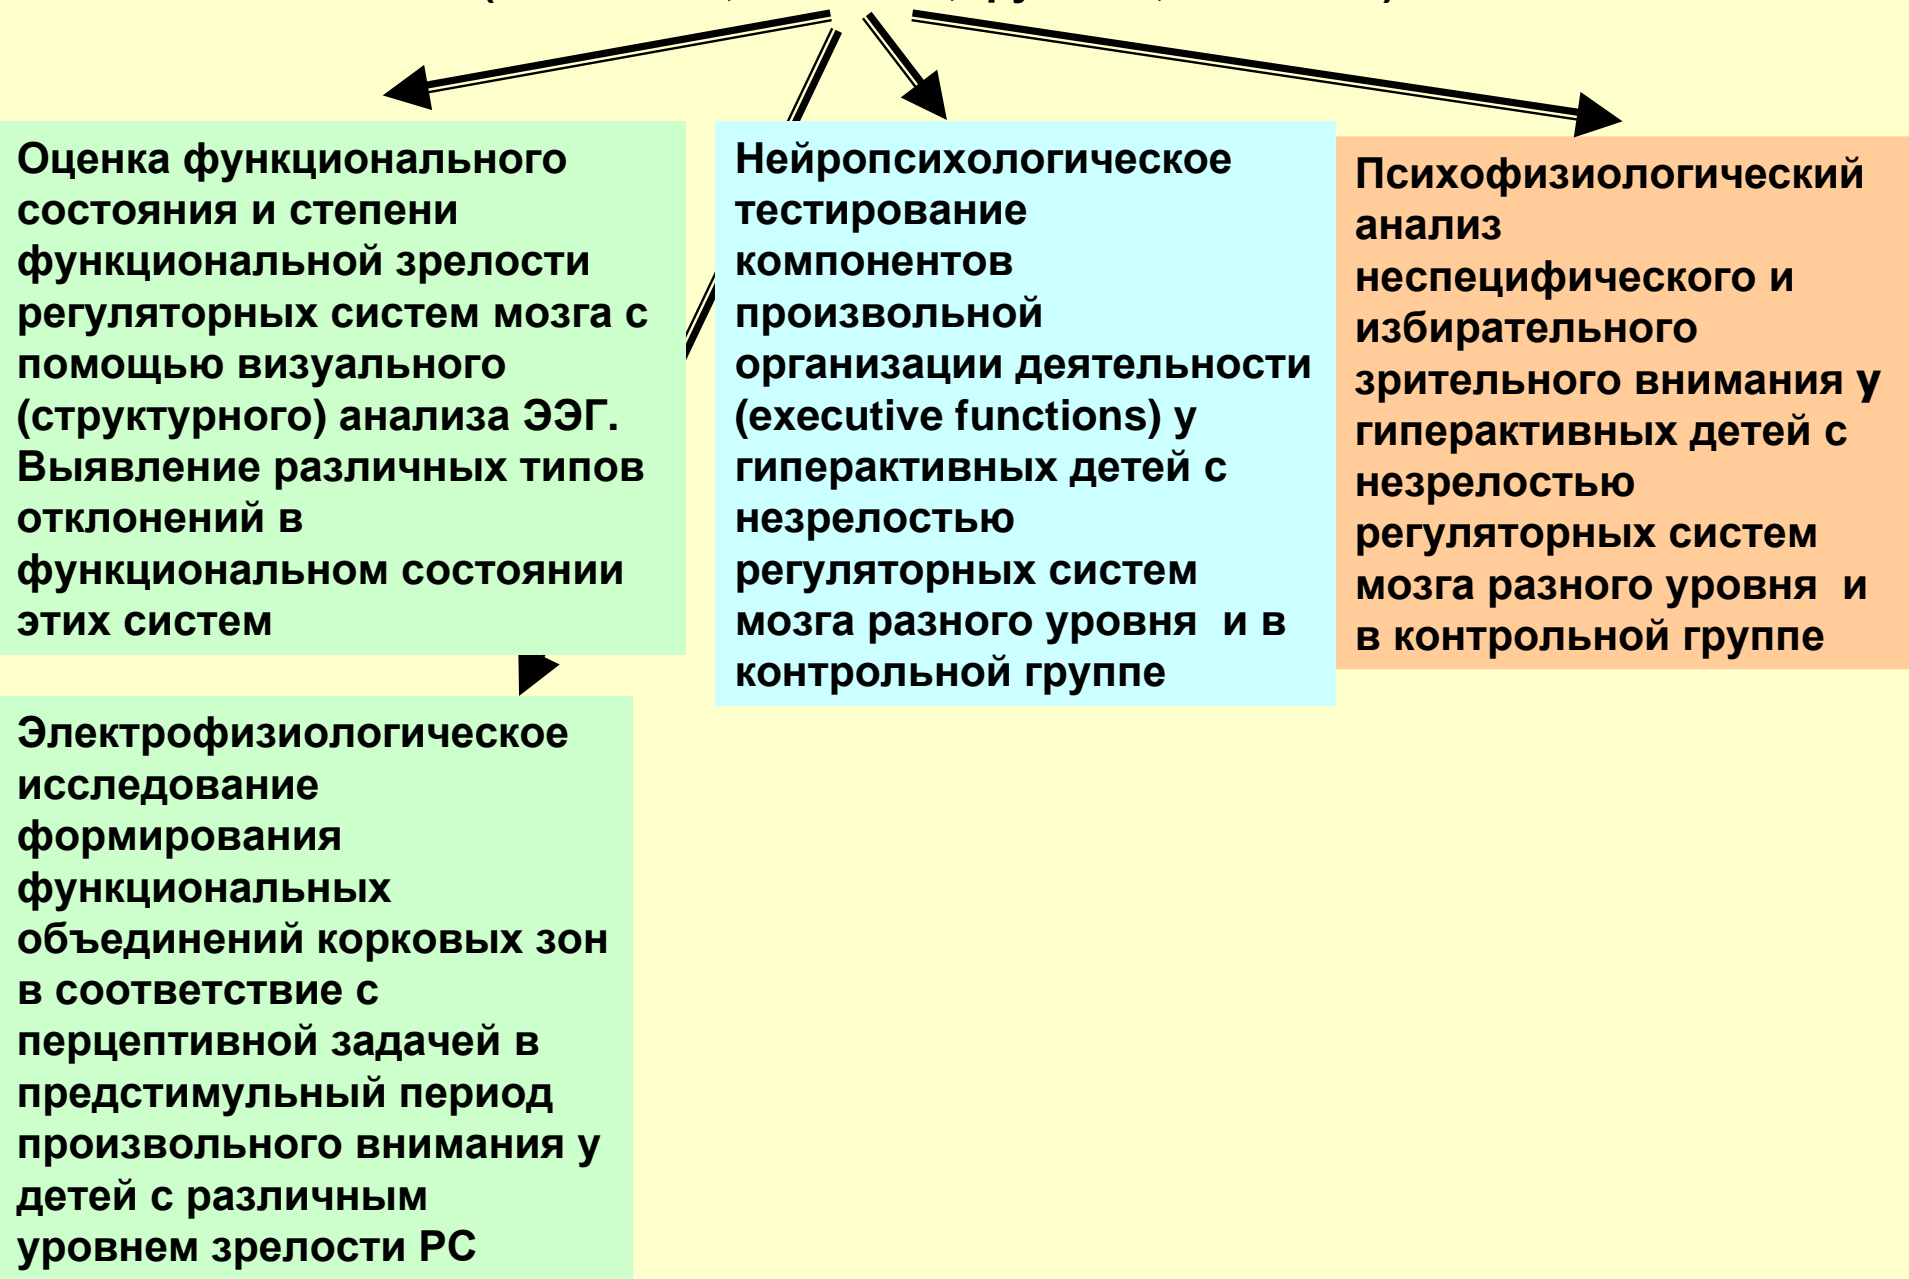 Оценка функционального
состояния и степени
функциональной зрелости
регуляторных систем мозга с
помощью визуального
(структурного) анализа ЭЭГ.
Выявление различных типов
отклонений в
функциональном состоянии
этих систем
Нейропсихологическое
тестирование
компонентов
произвольной
организации деятельности
(executive functions) у
гиперактивных детей с
незрелостью
регуляторных систем
мозга разного уровня и в
контрольной группе
Психофизиологический
анализ
неспецифического и
избирательного
зрительного внимания у
гиперактивных детей с
незрелостью
регуляторных систем
мозга разного уровня и
в контрольной группе
Электрофизиологическое
исследование
формирования
функциональных
объединений корковых зон
в соответствие с
перцептивной задачей в
предстимульный период
произвольного внимания у
детей с различным
уровнем зрелости РС